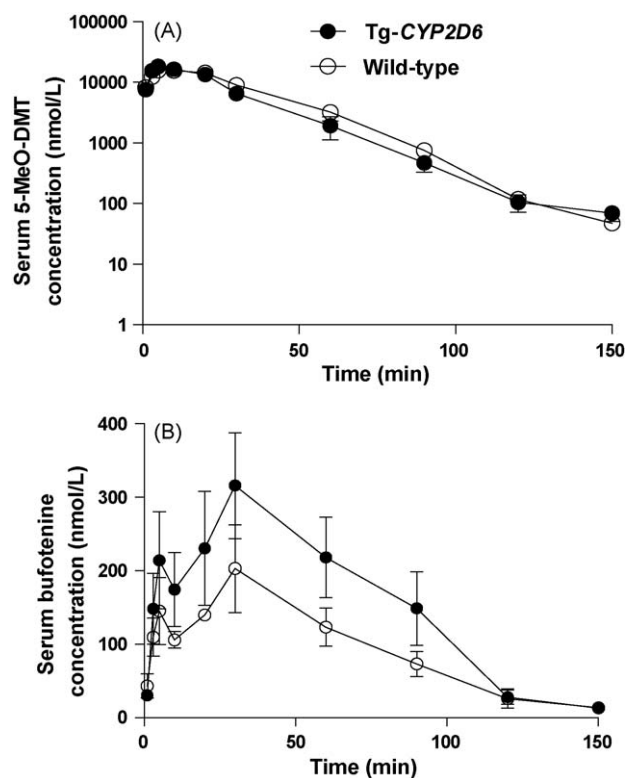 (A)
Tg-CYP2D6
Wild-type
Serum 5-MeO-DMT
concentration (nmol/L)
100000
10000
1000
100
10
1
0
50
100
150
Time (min)
(B)
Serum bufotenine
concentration (nmol/L)
400
300
200
100
0
0
50
100
150
Time (min)